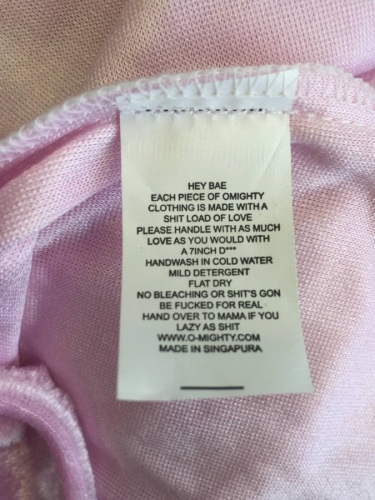 HEY BAE
EACH PIECE OF OMIGHTY
CLOTHING IS MADE WITH A
SHIT LOAD OF LOVE
PLEASE HANDLE WITH AS MUCH
LOVE AS YOU WOULD WITH
A 7INCH D***
HANDWASH IN COLD WATER
MILD DETERGENT
FLAT DRY
NO BLEACHING OR SHIT'S GON
BE FUCKED FOR REAL
HAND OVER TO MAMA IF YOU
LAZY AS SHIT
WWW.O-MIGHTY.COM
MADE IN SINGAPURA